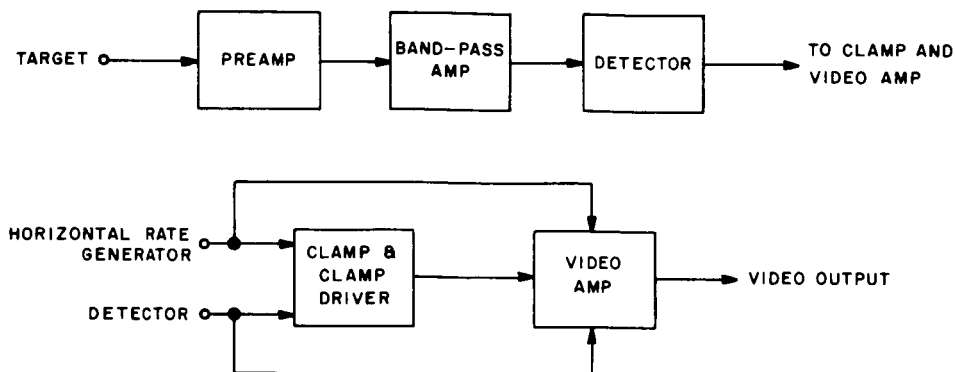 TARGET
PREAMP
BAND-PASS
AMP
DETECTOR
TO CLAMP AND
VIDEO AMP
HORIZONTAL RATE
GENERATOR
CLAMP &
CLAMP
DRIVER
VIDEO
AMP
VIDEO OUTPUT
DETECTOR